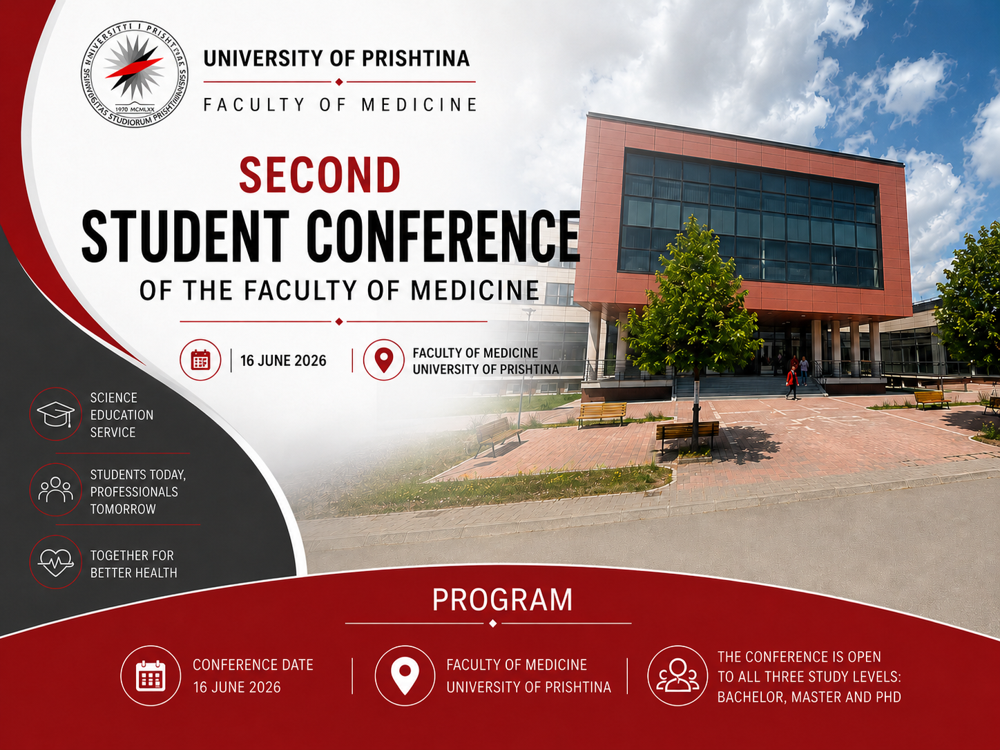 UNIVERSITETI I PRISHTINËS
UNIVERSITAS STUDIORUM PRISHTINIENSIS
1970 MCMLXX
UNIVERSITY OF PRISHTINA
FACULTY OF MEDICINE
SECOND
STUDENT CONFERENCE
OF THE FACULTY OF MEDICINE
16 JUNE 2026
FACULTY OF MEDICINE
UNIVERSITY OF PRISHTINA
SCIENCE
EDUCATION
SERVICE
STUDENTS TODAY,
PROFESSIONALS
TOMORROW
TOGETHER FOR
BETTER HEALTH
PROGRAM
CONFERENCE DATE
16 JUNE 2026
FACULTY OF MEDICINE
UNIVERSITY OF PRISHTINA
THE CONFERENCE IS OPEN
TO ALL THREE STUDY LEVELS:
BACHELOR, MASTER AND PHD